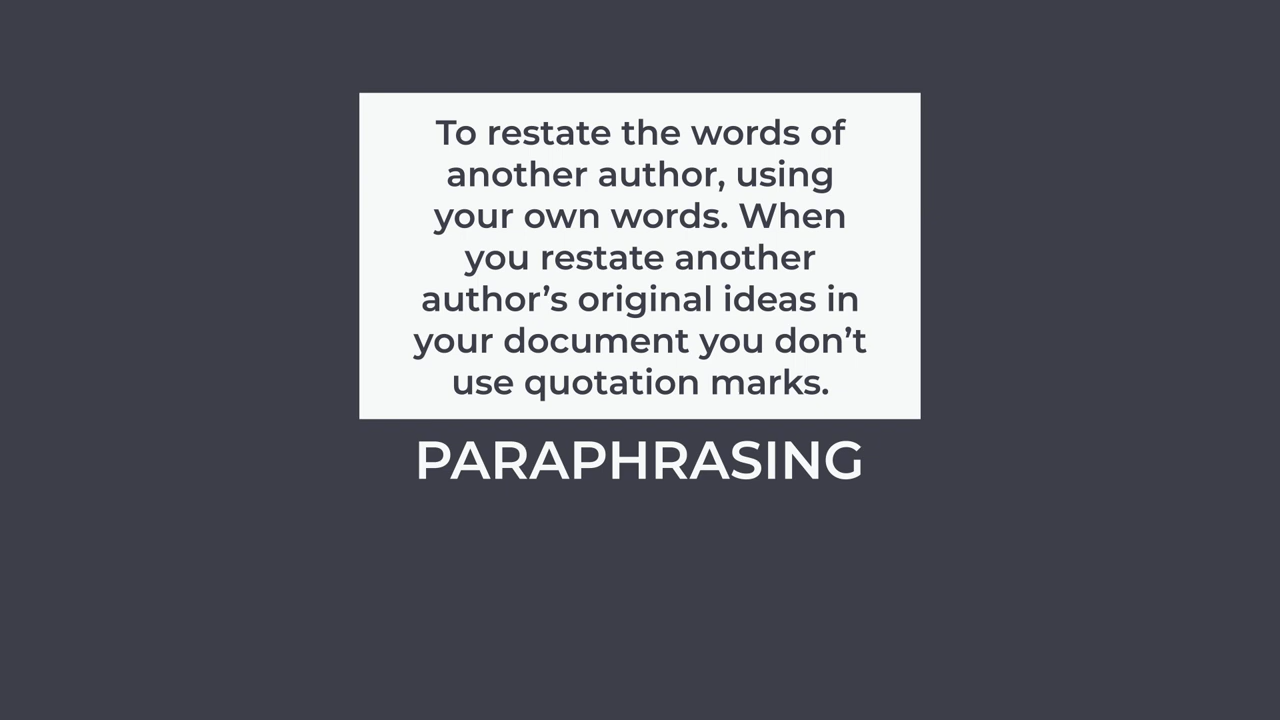 To restate the words of
another author, using
your own words. When
you restate another
author’s original ideas in
your document you don’t
use quotation marks.
PARAPHRASING